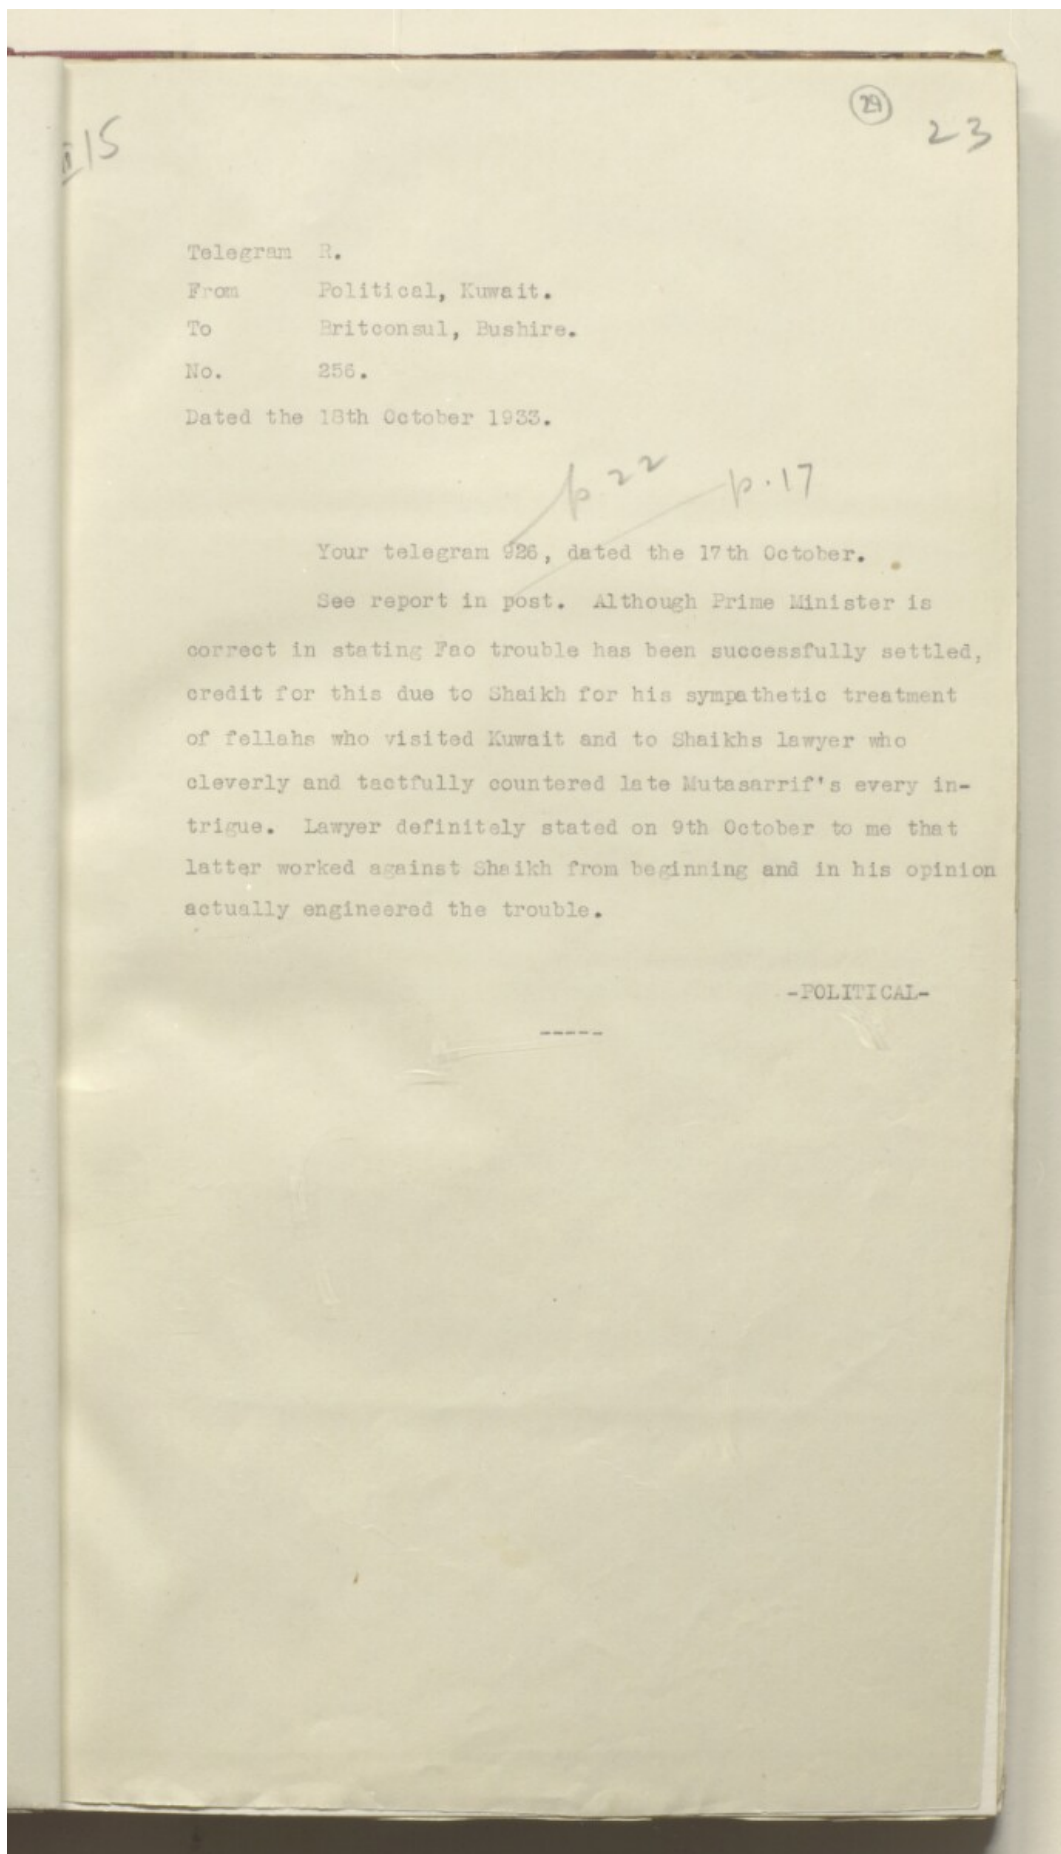 29
23
15
Telegram R.
From Political, Kuwait.
To Britconsul, Bushire.
No. 256.
Dated the 18th October 1933.
p 22
p.17
Your telegram 926, dated the 17th October.
See report in post. Although Prime Minister is
correct in stating Fao trouble has been successfully settled,
credit for this due to Shaikh for his sympathetic treatment
of fellahs who visited Kuwait and to Shaikhs lawyer who
cleverly and tactfully countered late Mutasarrif's every in-
trigue. Lawyer definitely stated on 9th October to me that
latter worked against Shaikh from beginning and in his opinion
actually engineered the trouble.
-POLITICAL-
-----